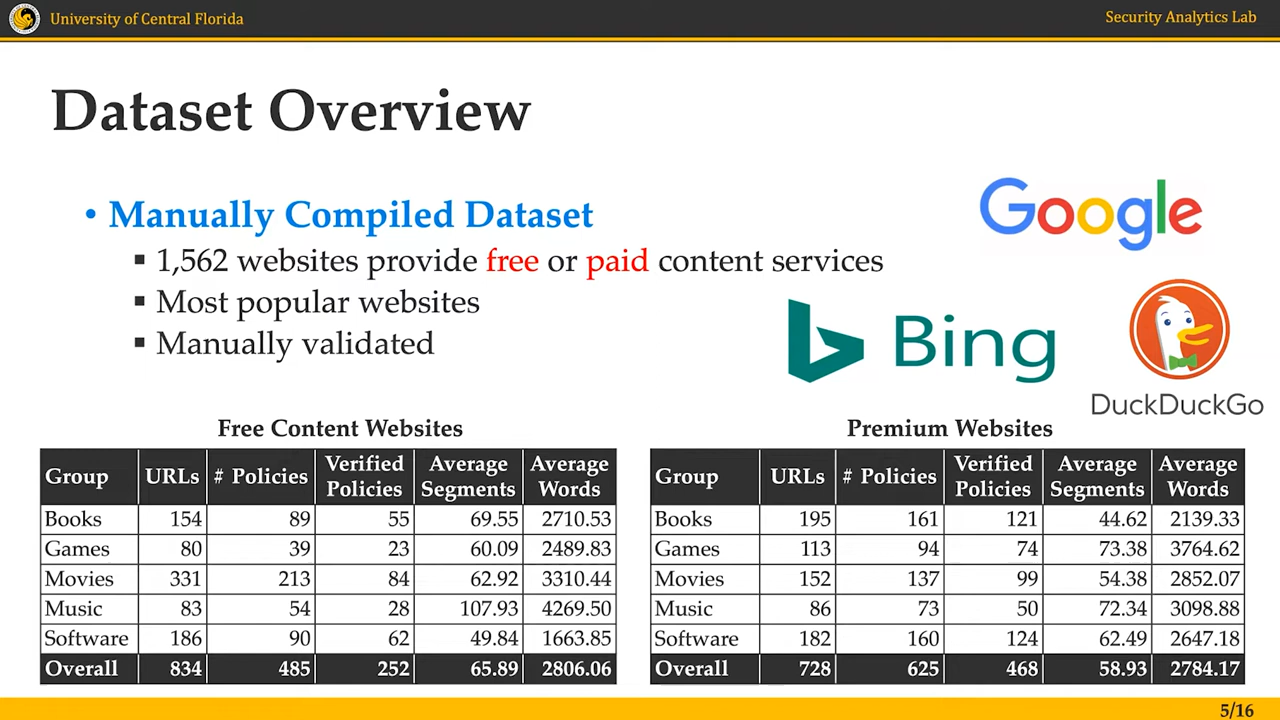 University of Central Florida
Security Analytics Lab
Dataset Overview
• Manually Compiled Dataset
▪ 1,562 websites provide free or paid content services
▪ Most popular websites
▪ Manually validated
Google
Bing
DuckDuckGo
Free Content Websites
Group URLs # Policies Verified Policies Average Segments Average Words
Books 154 89 55 69.55 2710.53
Games 80 39 23 60.09 2489.83
Movies 331 213 84 62.92 3310.44
Music 83 54 28 107.93 4269.50
Software 186 90 62 49.84 1663.85
Overall 834 485 252 65.89 2806.06
Premium Websites
Group URLs # Policies Verified Policies Average Segments Average Words
Books 195 161 121 44.62 2139.33
Games 113 94 74 73.38 3764.62
Movies 152 137 99 54.38 2852.07
Music 86 73 50 72.34 3098.88
Software 182 160 124 62.49 2647.18
Overall 728 625 468 58.93 2784.17
5/16